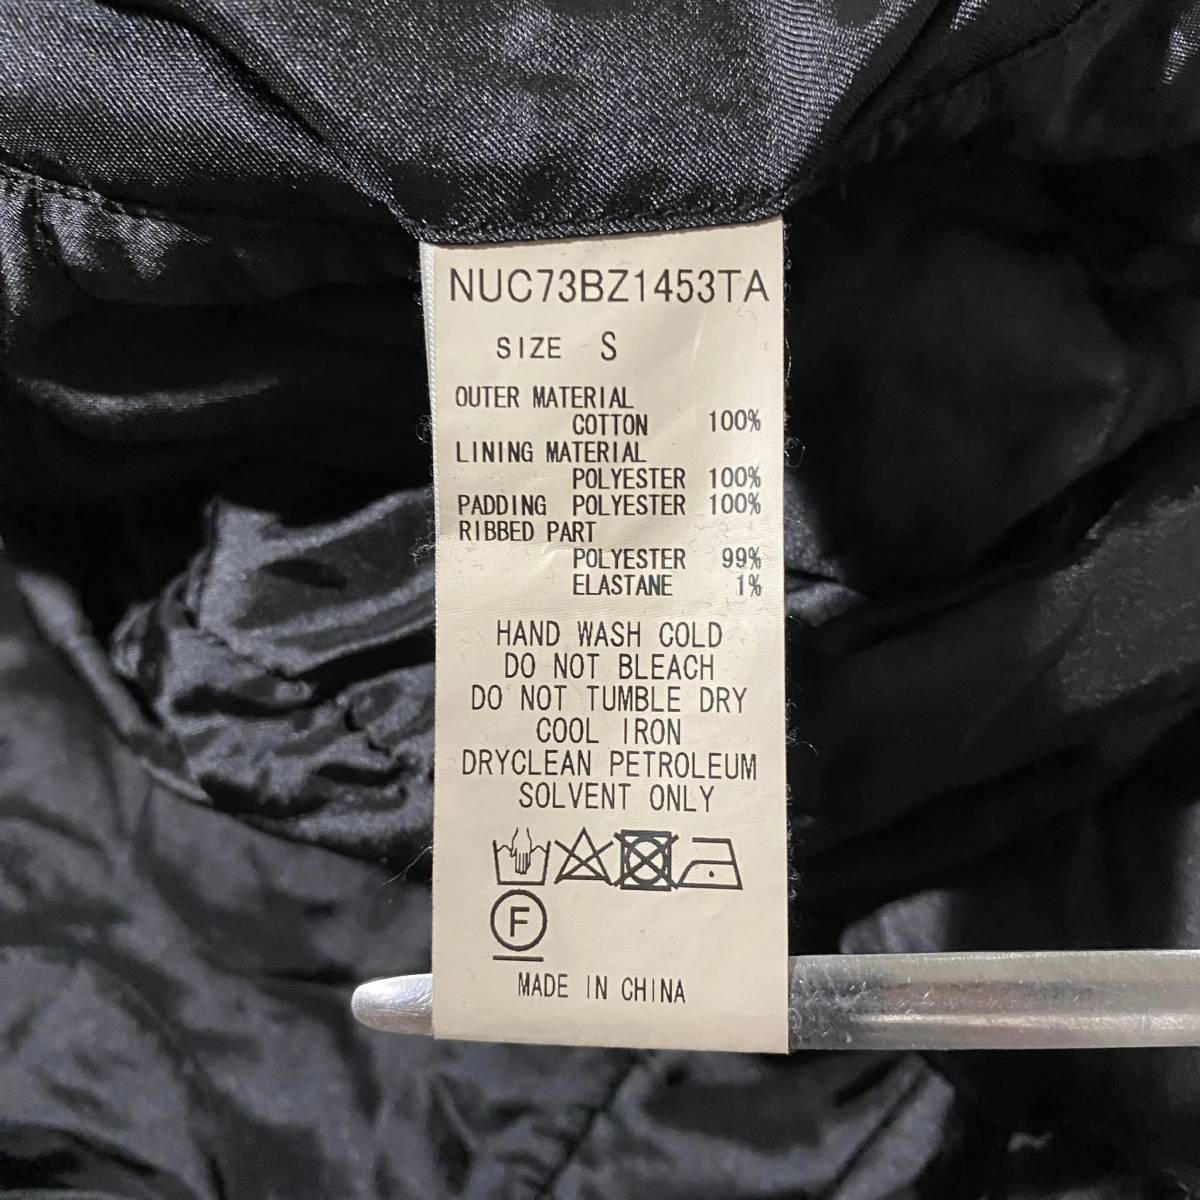 NUC73BZ1453TA
SIZE S
OUTER MATERIAL
COTTON 100%
LINING MATERIAL
POLYESTER 100%
PADDING POLYESTER 100%
RIBBED PART
POLYESTER 99%
ELASTANE 1%
HAND WASH COLD
DO NOT BLEACH
DO NOT TUMBLE DRY
COOL IRON
DRYCLEAN PETROLEUM
SOLVENT ONLY
F
MADE IN CHINA